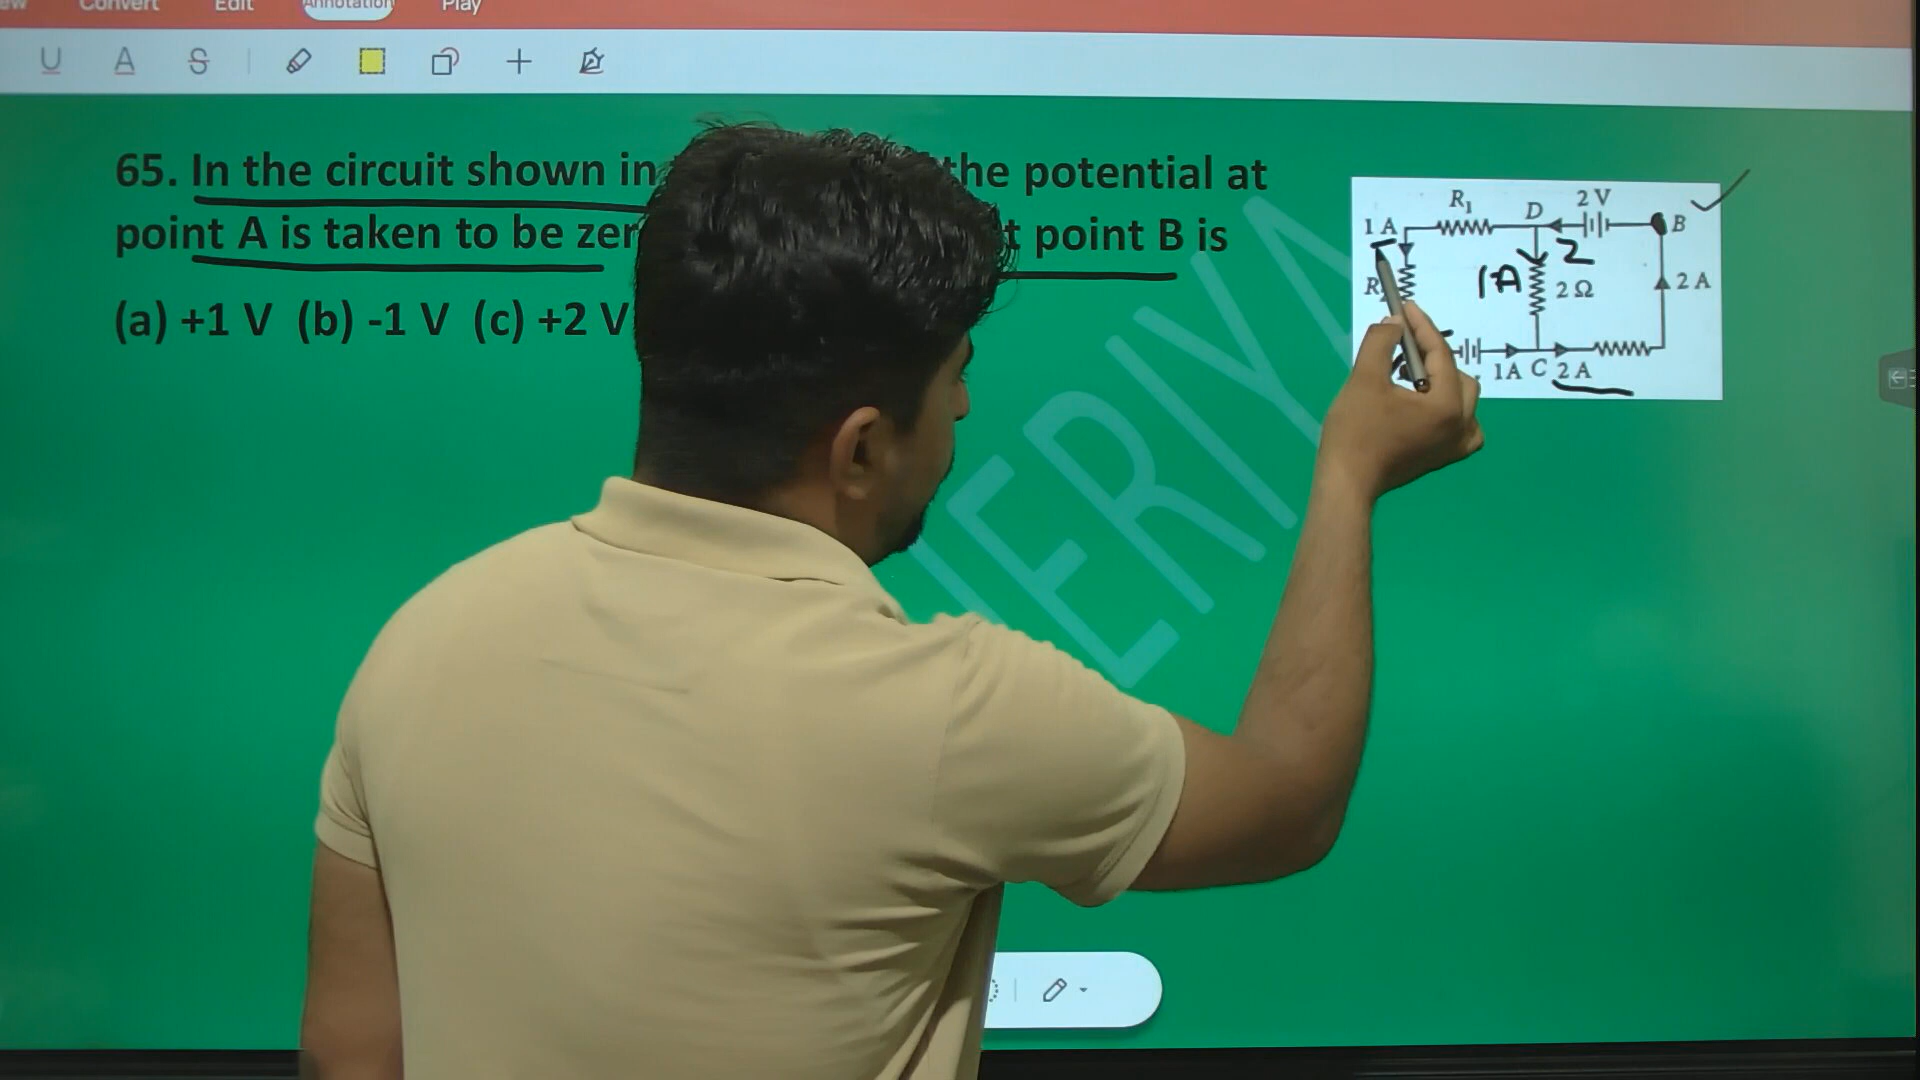 Convert Edit Annotation Play
U A S
65. In the circuit shown in the potential at
point A is taken to be point B is
(a) +1 V (b) -1 V (c) +2 V
R1 D 2 V
1 A B
2
1A 2 Ω 2 A
R
1A C 2 A
ERIYA